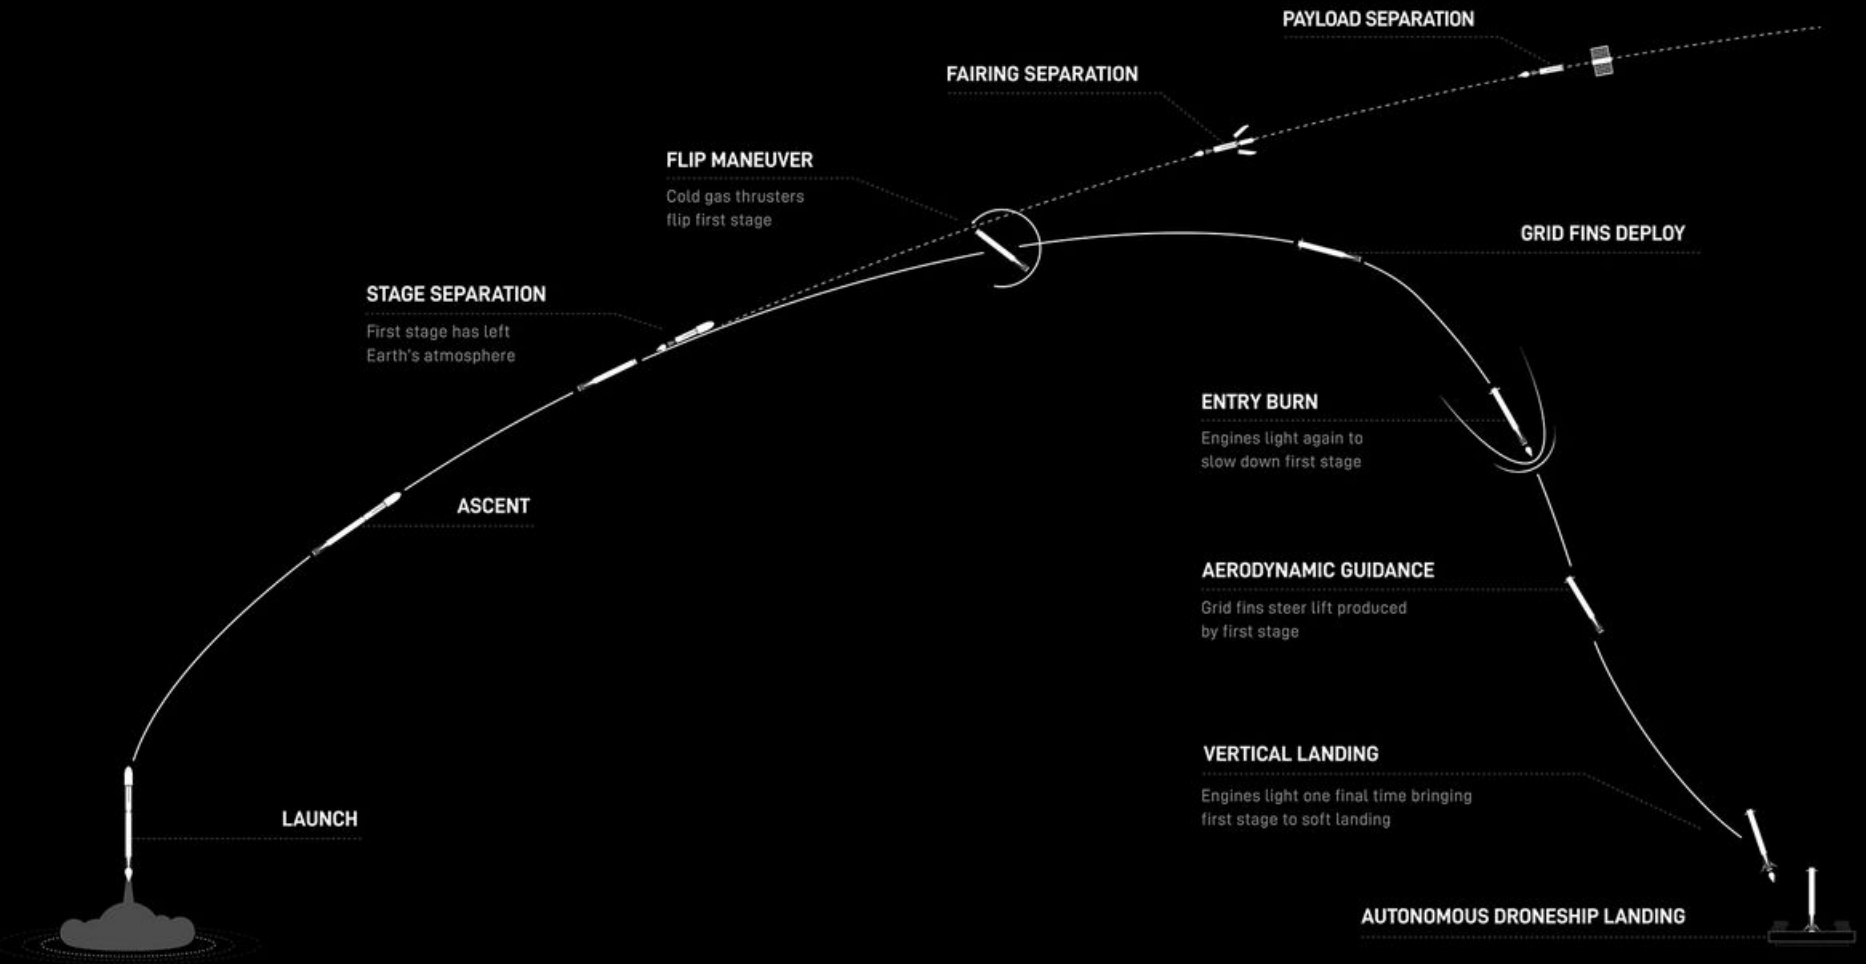 PAYLOAD SEPARATION
FAIRING SEPARATION
FLIP MANEUVER
Cold gas thrusters
flip first stage
GRID FINS DEPLOY
STAGE SEPARATION
First stage has left
Earth's atmosphere
ENTRY BURN
Engines light again to
slow down first stage
ASCENT
AERODYNAMIC GUIDANCE
Grid fins steer lift produced
by first stage
VERTICAL LANDING
Engines light one final time bringing
first stage to soft landing
LAUNCH
AUTONOMOUS DRONESHIP LANDING